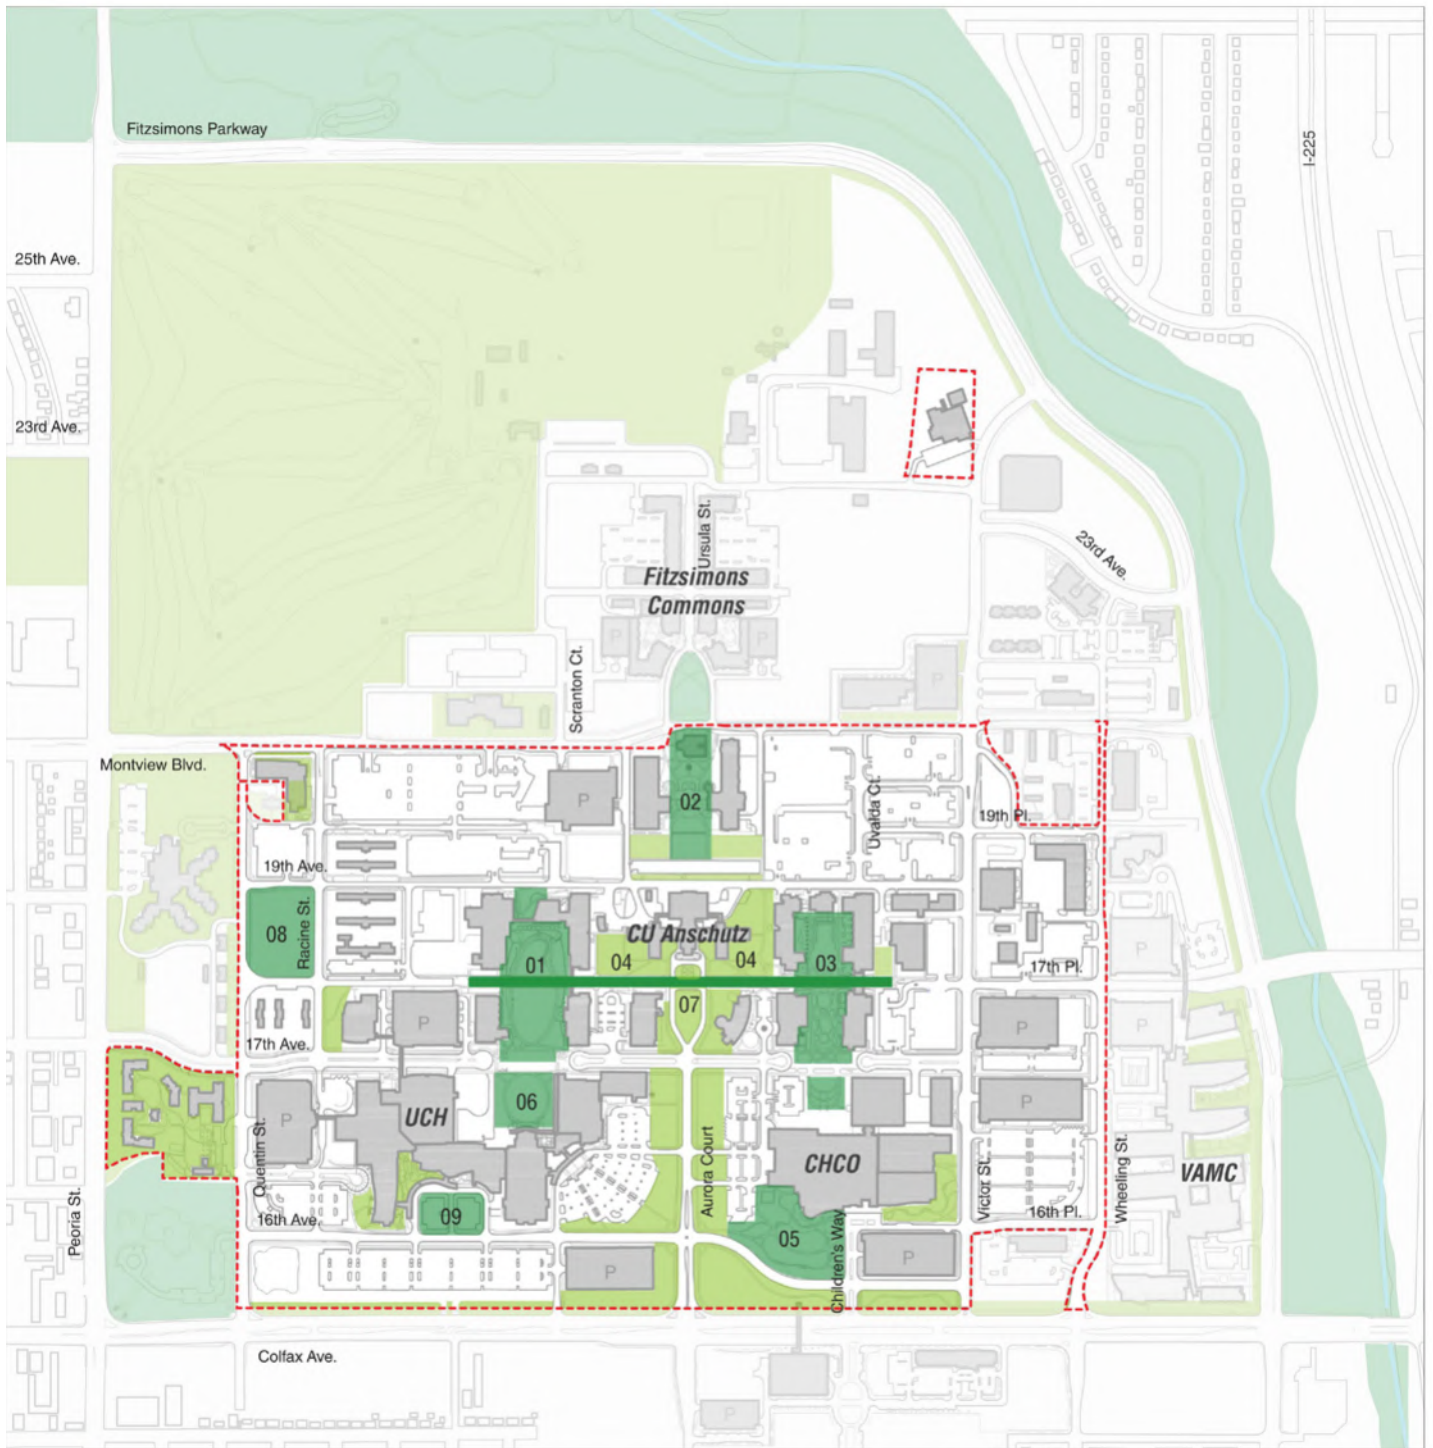 Fitzsimons Parkway
I-225
25th Ave.
23rd Ave.
Ursula St.
23rd Ave.
Fitzsimons
Commons
P
P
Scranton Ct.
P
Montview Blvd.
P
02
Uvalda Ct.
19th Pl.
19th Ave.
08
Racine St.
CU Anschutz
01
04
04
03
17th Pl.
07
P
P
P
17th Ave.
P
06
UCH
P
Quentin St.
Aurora Court
CHCO
Victor St.
Wheeling St.
VAMC
Peoria St.
16th Ave.
09
16th Pl.
05
Children's Way
P
P
Colfax Ave.
P